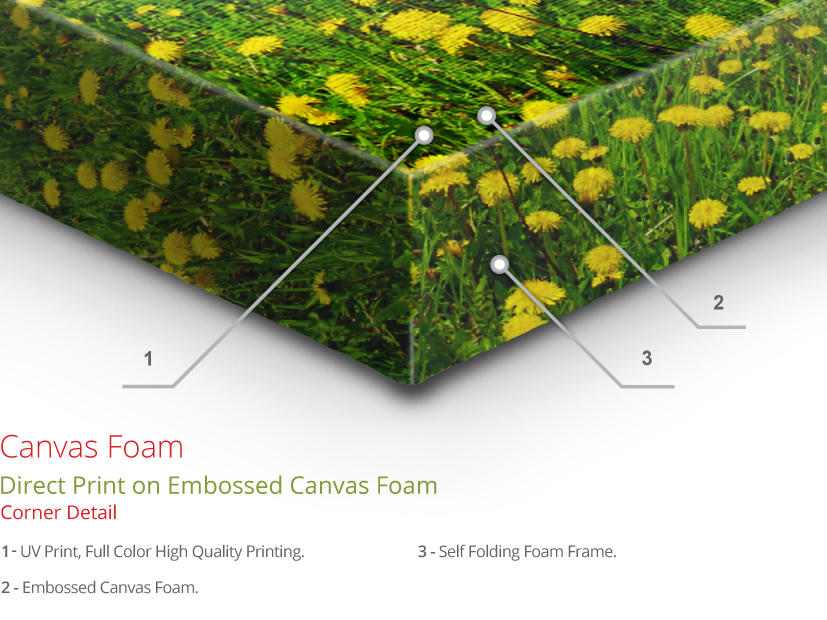 1
2
3
Canvas Foam
Direct Print on Embossed Canvas Foam
Corner Detail
1- UV Print, Full Color High Quality Printing.
2 - Embossed Canvas Foam.
3 - Self Folding Foam Frame.